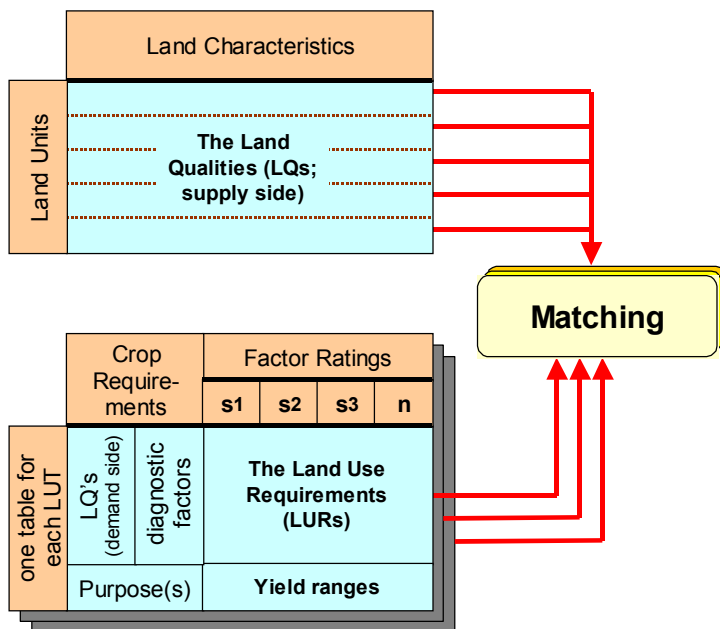 Land Characteristics
Land Units
The Land
Qualities (LQs;
supply side)
Matching
Crop
Require-
ments
Factor Ratings
s1 s2 s3 n
one table for
each LUT
LQ's
(demand side)
diagnostic
factors
The Land Use
Requirements
(LURs)
Purpose(s)
Yield ranges